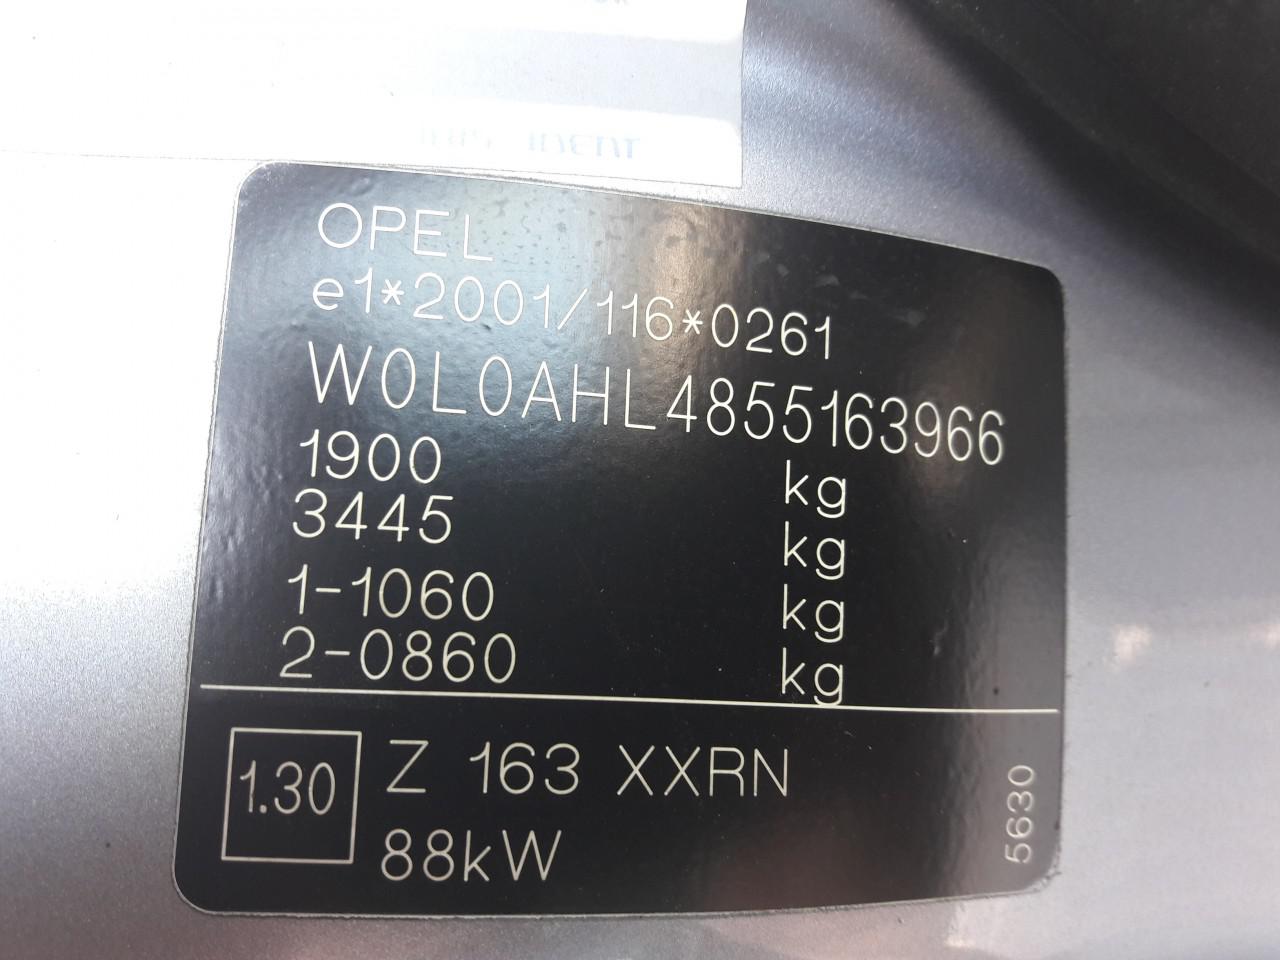 OPEL
e1*2001/116*0261
W0L0AHL4855163966
1900 kg
3445 kg
1-1060 kg
2-0860 kg
1.30
Z 163 XXRN
88kW
5630